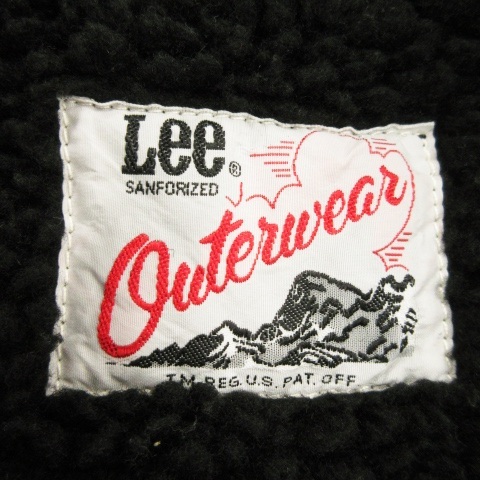 Lee®
SANFORIZED
Outerwear
T.M. REG. U.S. PAT. OFF